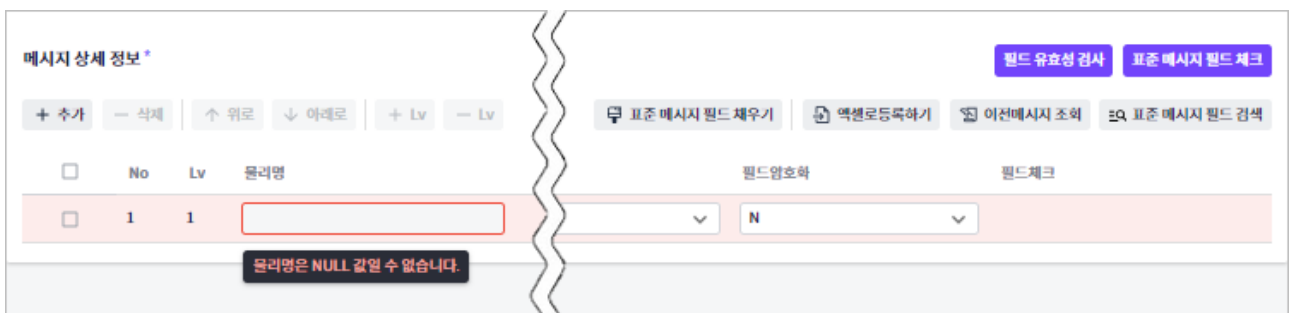 메시지 상세 정보 *
필드 유효성 검사 표준 메시지 필드 체크
+ 추가 − 삭제 ↑ 위로 ↓ 아래로 + Lv − Lv 표준 메시지 필드 채우기 엑셀로등록하기 이전메시지 조회 표준 메시지 필드 검색
No Lv 물리명 필드암호화 필드체크
1 1 N
물리명은 NULL 값일 수 없습니다.